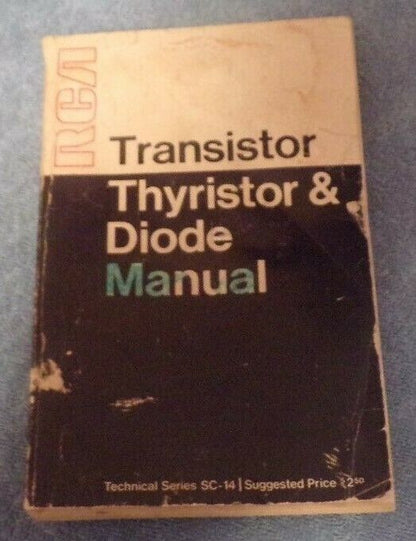 RCA
Transistor
Thyristor &
Diode
Manual
Technical Series SC-14 | Suggested Price $2.50